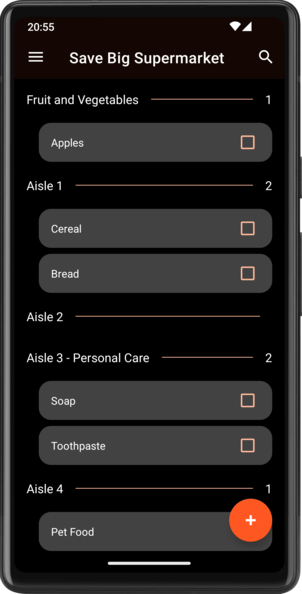 20:55
Save Big Supermarket
Fruit and Vegetables 1
Apples
Aisle 1 2
Cereal
Bread
Aisle 2
Aisle 3 - Personal Care 2
Soap
Toothpaste
Aisle 4 1
Pet Food
+